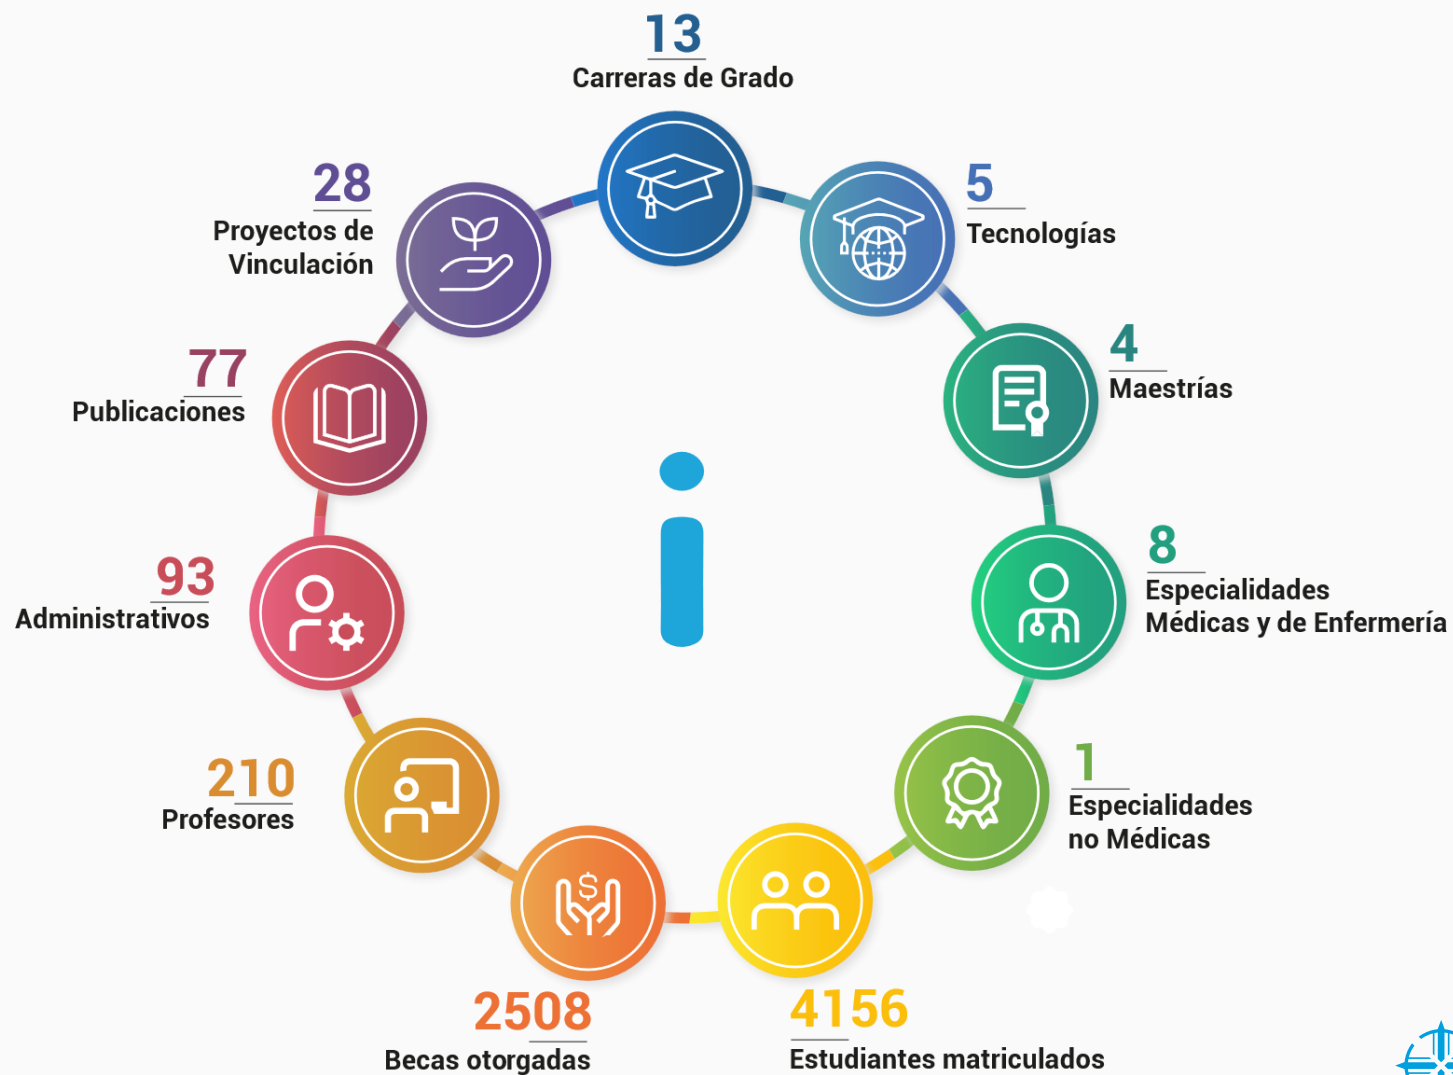 13
Carreras de Grado
5
Tecnologías
4
Maestrías
8
Especialidades
Médicas y de Enfermería
1
Especialidades
no Médicas
4156
Estudiantes matriculados
2508
Becas otorgadas
210
Profesores
93
Administrativos
77
Publicaciones
28
Proyectos de
Vinculación
i
$